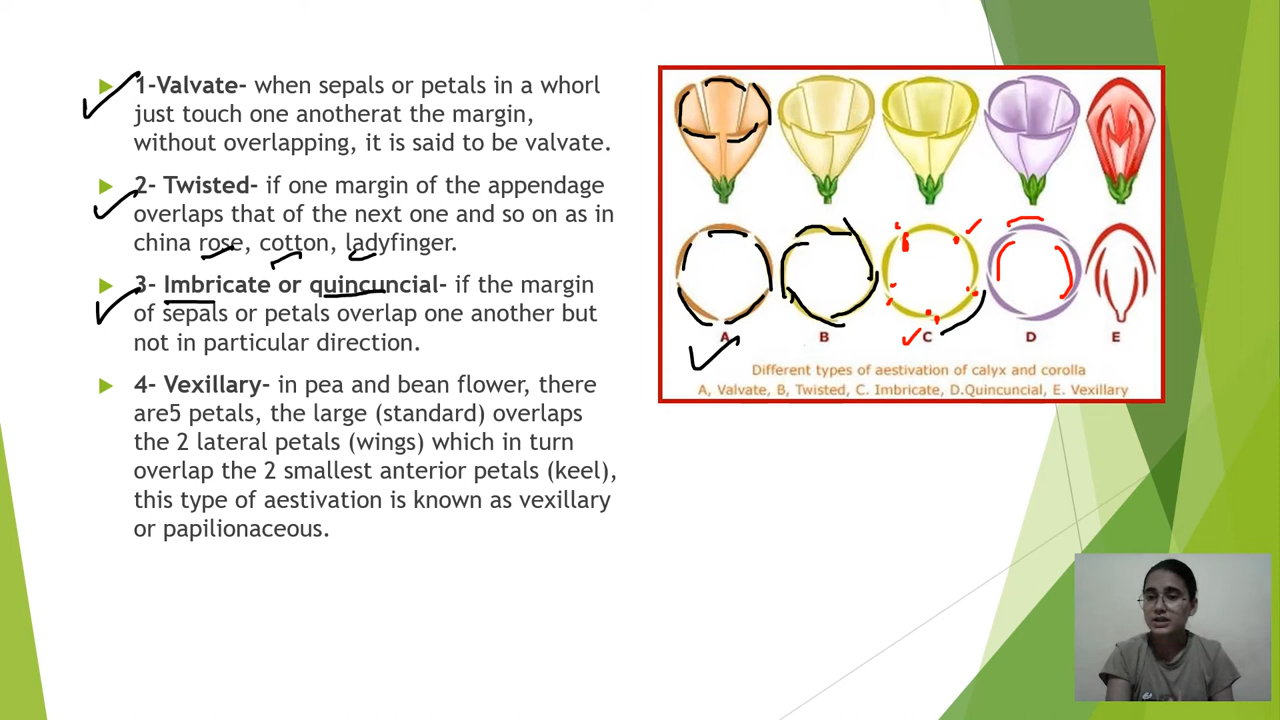 1-Valvate- when sepals or petals in a whorl
just touch one anotherat the margin,
without overlapping, it is said to be valvate.
2- Twisted- if one margin of the appendage
overlaps that of the next one and so on as in
china rose, cotton, ladyfinger.
3- Imbricate or quincuncial- if the margin
of sepals or petals overlap one another but
not in particular direction.
4- Vexillary- in pea and bean flower, there
are5 petals, the large (standard) overlaps
the 2 lateral petals (wings) which in turn
overlap the 2 smallest anterior petals (keel),
this type of aestivation is known as vexillary
or papilionaceous.
A B C D E
Different types of aestivation of calyx and corolla
A, Valvate, B, Twisted, C. Imbricate, D.Quincuncial, E. Vexillary